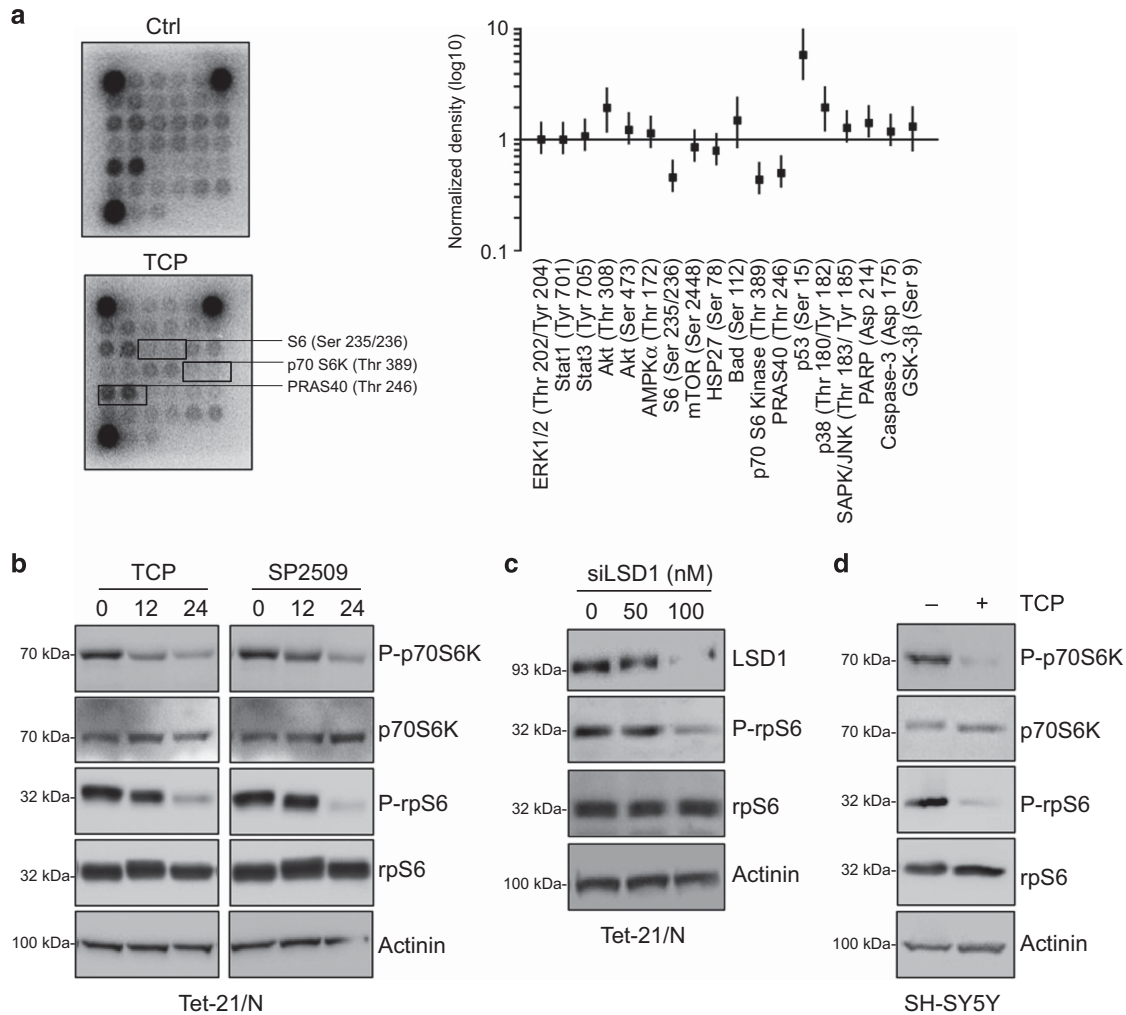 a
Ctrl
TCP
S6 (Ser 235/236)
p70 S6K (Thr 389)
PRAS40 (Thr 246)
Normalized density (log10)
10
1
0.1
ERK1/2 (Thr 202/Tyr 204)
Stat1 (Tyr 701)
Stat3 (Tyr 705)
Akt (Thr 308)
Akt (Ser 473)
AMPKα (Thr 172)
S6 (Ser 235/236)
mTOR (Ser 2448)
HSP27 (Ser 78)
Bad (Ser 112)
p70 S6 Kinase (Thr 389)
PRAS40 (Thr 246)
p53 (Ser 15)
p38 (Thr 180/Tyr 182)
SAPK/JNK (Thr 183/ Tyr 185)
PARP (Asp 214)
Caspase-3 (Asp 175)
GSK-3β (Ser 9)
b
TCP SP2509
0 12 24 0 12 24
70 kDa- P-p70S6K
70 kDa- p70S6K
32 kDa- P-rpS6
32 kDa- rpS6
100 kDa- Actinin
Tet-21/N
c
siLSD1 (nM)
0 50 100
93 kDa- LSD1
32 kDa- P-rpS6
32 kDa- rpS6
100 kDa- Actinin
Tet-21/N
d
– + TCP
70 kDa- P-p70S6K
70 kDa- p70S6K
32 kDa- P-rpS6
32 kDa- rpS6
100 kDa- Actinin
SH-SY5Y